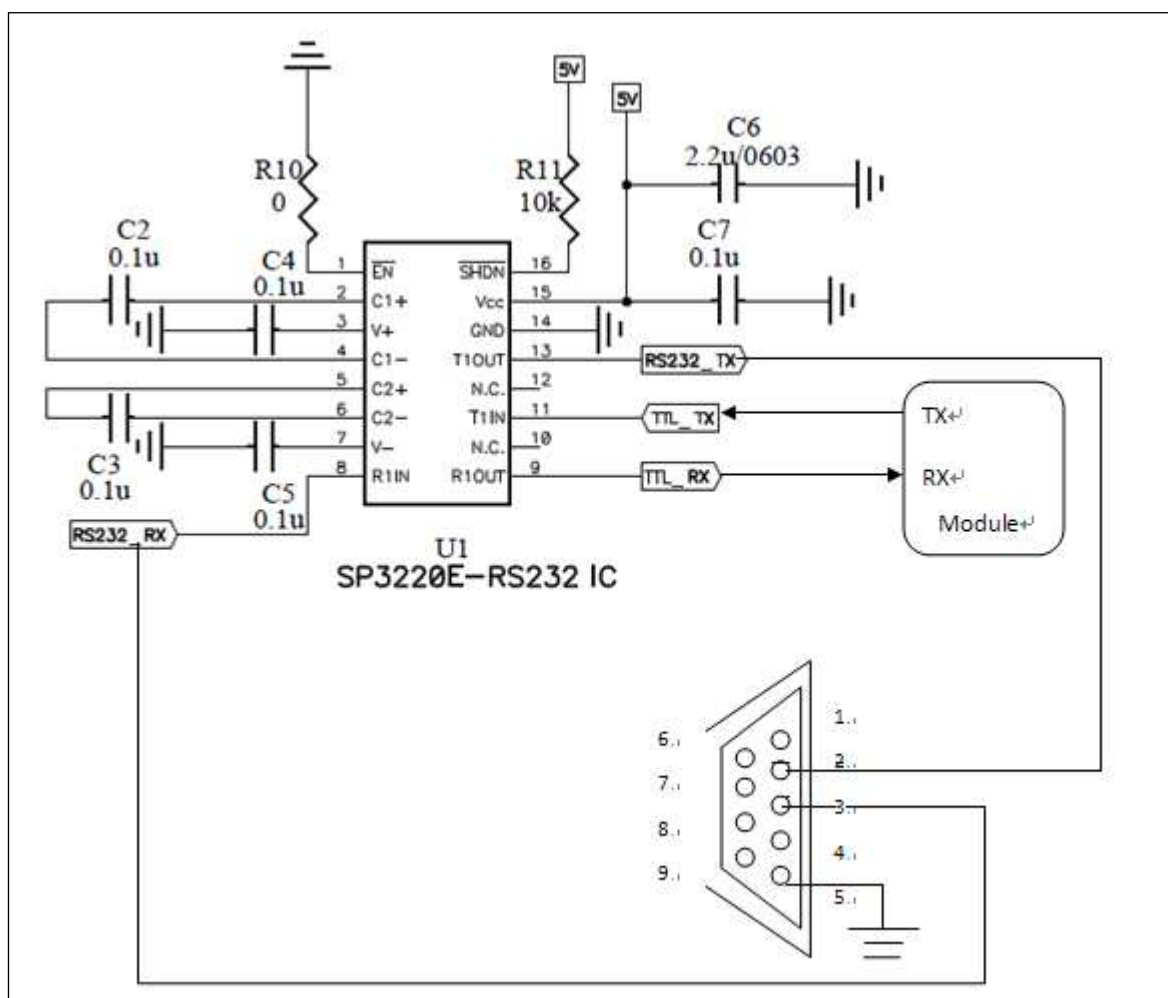 5V
5V
C6
2.2u/0603
R10
0
R11
10k
C2
0.1u
C4
0.1u
C7
0.1u
1 EN
2 C1+
3 V+
4 C1-
5 C2+
6 C2-
7 V-
8 R1IN
SHDN 16
Vcc 15
GND 14
T1OUT 13
N.C. 12
T1IN 11
N.C. 10
R1OUT 9
RS232_TX
TTL_TX
TTL_RX
TX↵
RX↵
Module↵
C3
0.1u
C5
0.1u
RS232_RX
U1
SP3220E-RS232 IC
1.
2.
3.
4.
5.
6.
7.
8.
9.